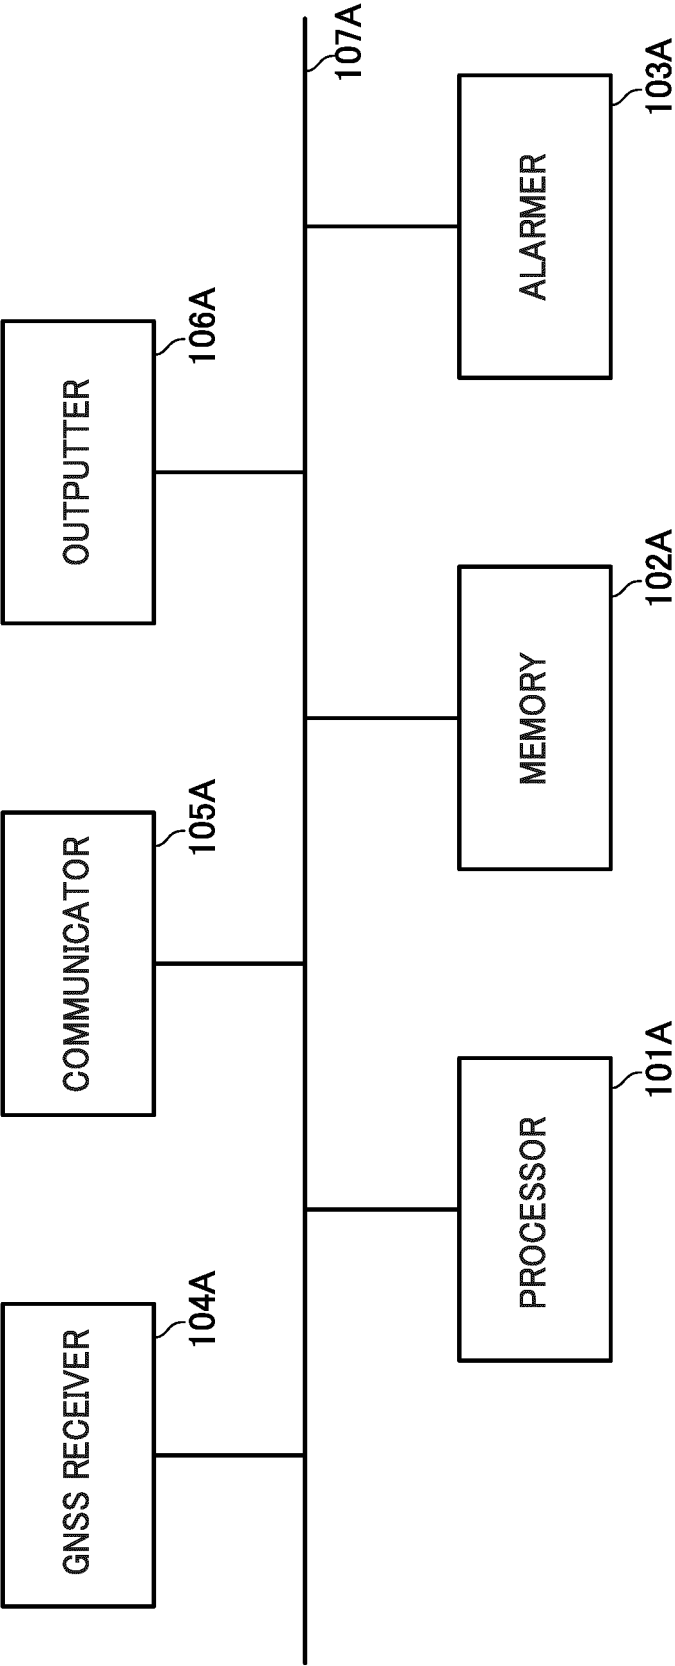 GNSS RECEIVER
104A
COMMUNICATOR
105A
OUTPUTTER
106A
107A
PROCESSOR
101A
MEMORY
102A
ALARMER
103A